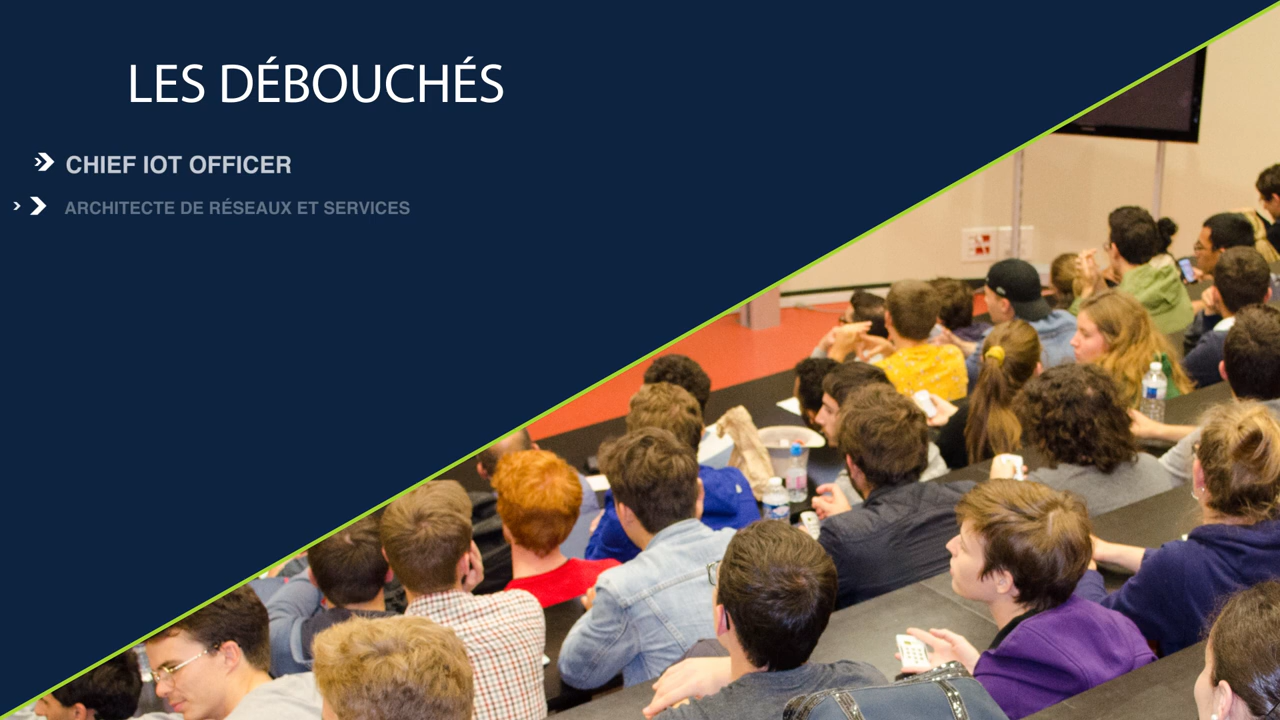 LES DÉBOUCHÉS
CHIEF IOT OFFICER
ARCHITECTE DE RÉSEAUX ET SERVICES